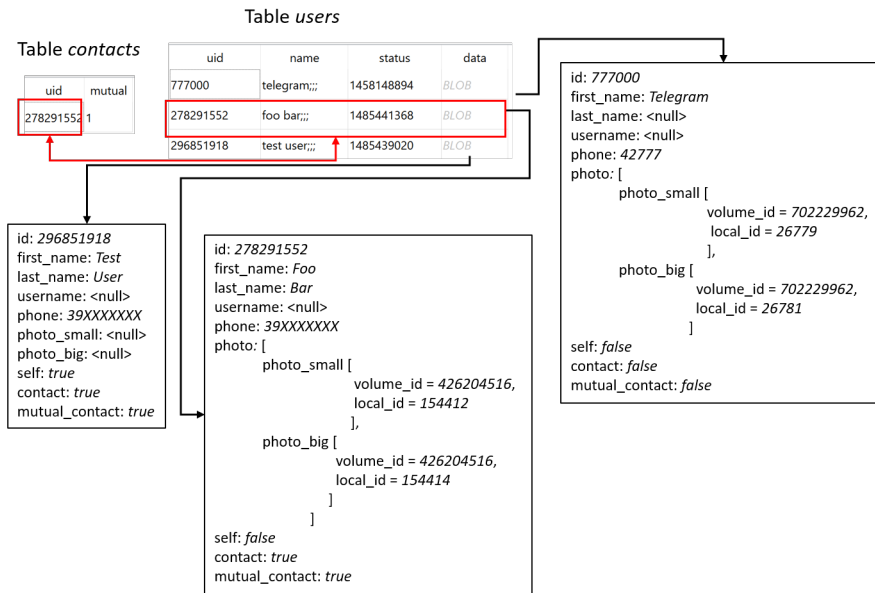 Table users
Table contacts
uid name status data
777000 telegram;;; 1458148894 BLOB
278291552 foo bar;;; 1485441368 BLOB
296851918 test user;;; 1485439020 BLOB
uid mutual
278291552 1
id: 777000
first_name: Telegram
last_name: <null>
username: <null>
phone: 42777
photo: [
photo_small [
volume_id = 702229962,
local_id = 26779
],
photo_big [
volume_id = 702229962,
local_id = 26781
]
self: false
contact: false
mutual_contact: false
id: 296851918
first_name: Test
last_name: User
username: <null>
phone: 39XXXXXXX
photo_small: <null>
photo_big: <null>
self: true
contact: true
mutual_contact: true
id: 278291552
first_name: Foo
last_name: Bar
username: <null>
phone: 39XXXXXXX
photo: [
photo_small [
volume_id = 426204516,
local_id = 154412
],
photo_big [
volume_id = 426204516,
local_id = 154414
]
]
self: false
contact: true
mutual_contact: true